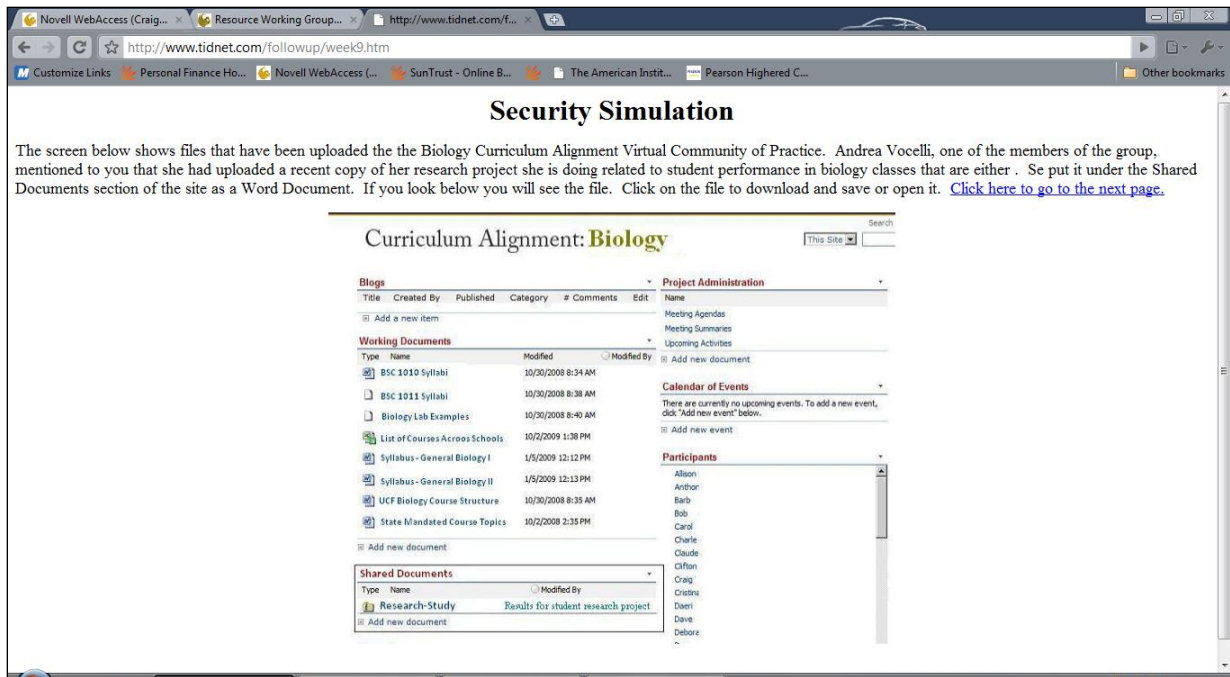 Novell WebAccess (Craig...
Resource Working Group...
http://www.tidnet.com/f...
http://www.tidnet.com/followup/week9.htm
Customize Links
Personal Finance Ho...
Novell WebAccess (...
SunTrust - Online B...
The American Instit...
Pearson Highered C...
Other bookmarks
Security Simulation
The screen below shows files that have been uploaded the the Biology Curriculum Alignment Virtual Community of Practice. Andrea Vocelli, one of the members of the group,
mentioned to you that she had uploaded a recent copy of her research project she is doing related to student performance in biology classes that are either . Se put it under the Shared
Documents section of the site as a Word Document. If you look below you will see the file. Click on the file to download and save or open it. Click here to go to the next page.
Search
Curriculum Alignment: Biology
This Site
Blogs
Title Created By Published Category # Comments Edit
Add a new item
Working Documents
Type Name Modified Modified By
BSC 1010 Syllabi 10/30/2008 8:34 AM
BSC 1011 Syllabi 10/30/2008 8:38 AM
Biology Lab Examples 10/30/2008 8:40 AM
List of Courses Acroos Schools 10/2/2009 1:38 PM
Syllabus - General Biology I 1/5/2009 12:12 PM
Syllabus - General Biology II 1/5/2009 12:13 PM
UCF Biology Course Structure 10/30/2008 8:35 AM
State Mandated Course Topics 10/2/2008 2:35 PM
Add new document
Shared Documents
Type Name Modified By
Research-Study Results for student research project
Add new document
Project Administration
Name
Meeting Agendas
Meeting Summaries
Upcoming Activities
Add new document
Calendar of Events
There are currently no upcoming events. To add a new event,
click "Add new event" below.
Add new event
Participants
Alison
Anthor
Barb
Bob
Carol
Charle
Claude
Clifton
Craig
Cristina
Daeri
Dave
Debora